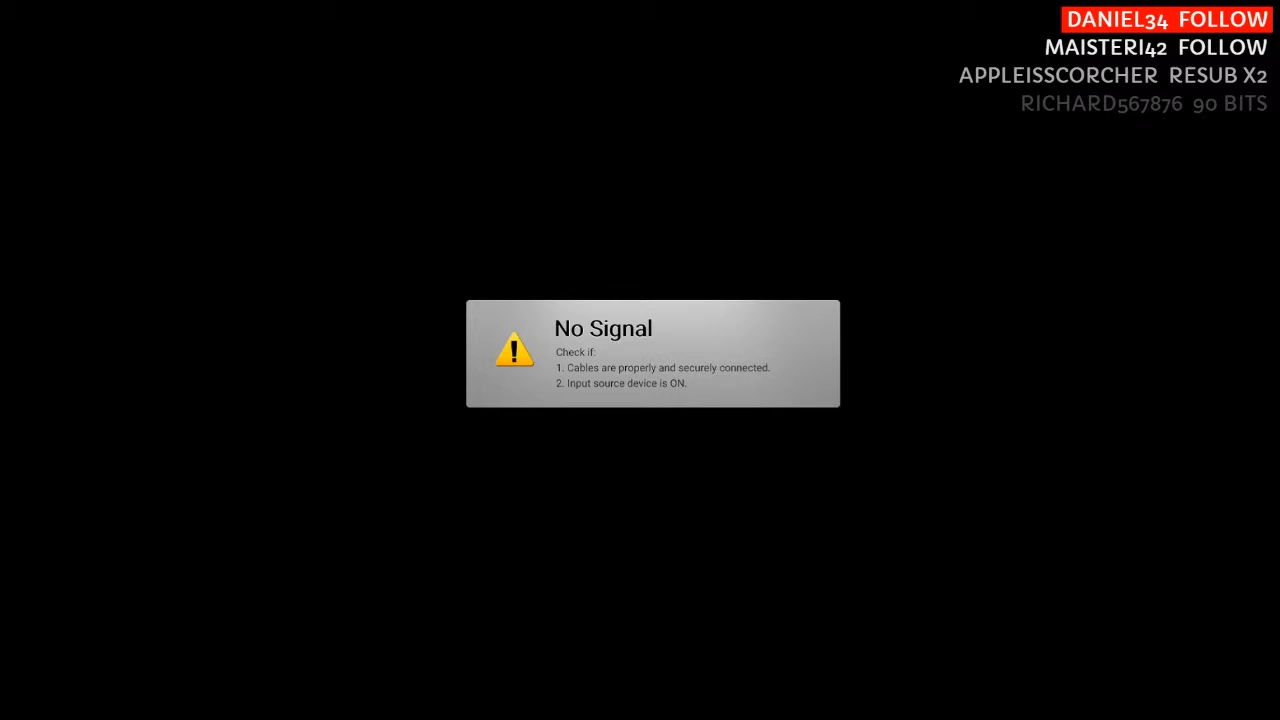 DANIEL34 FOLLOW
MAISTERI42 FOLLOW
APPLEISSCORCHER RESUB X2
RICHARD567876 90 BITS
No Signal
Check if:
1. Cables are properly and securely connected.
2. Input source device is ON.